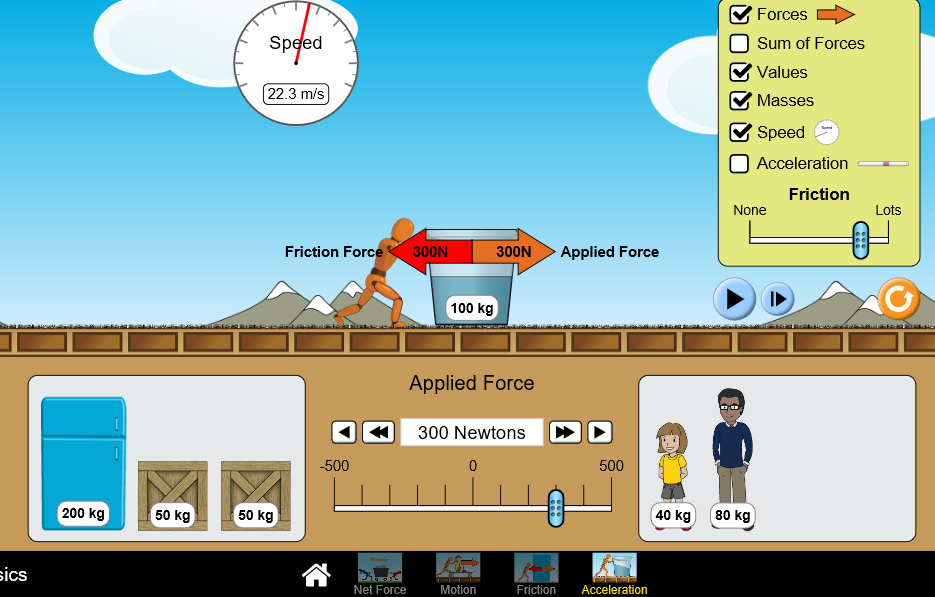 Speed
22.3 m/s
Forces
Sum of Forces
Values
Masses
Speed
Speed
Acceleration
Friction
None
Lots
Friction Force
300N
300N
Applied Force
100 kg
Applied Force
300 Newtons
-500
0
500
200 kg
50 kg
50 kg
40 kg
80 kg
sics
Net Force
Motion
Friction
Acceleration